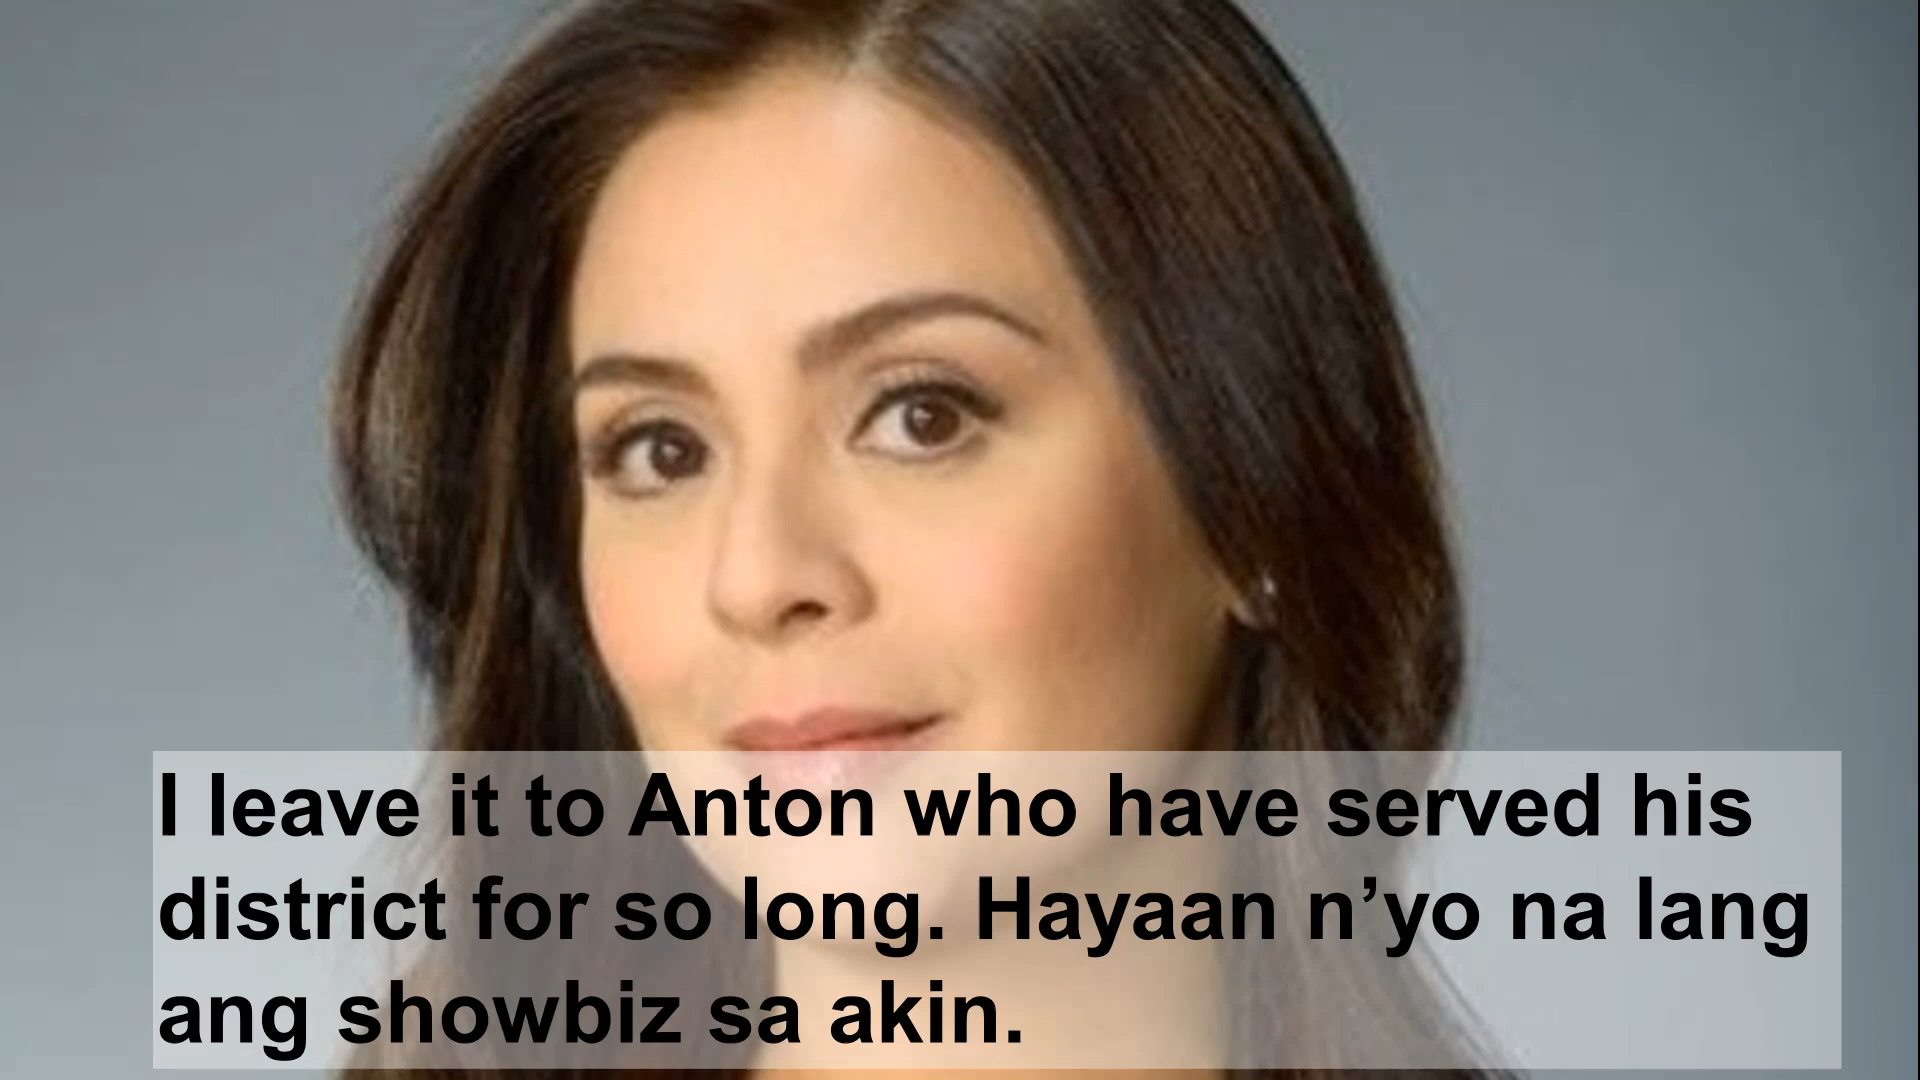 I leave it to Anton who have served his
district for so long. Hayaan n’yo na lang
ang showbiz sa akin.